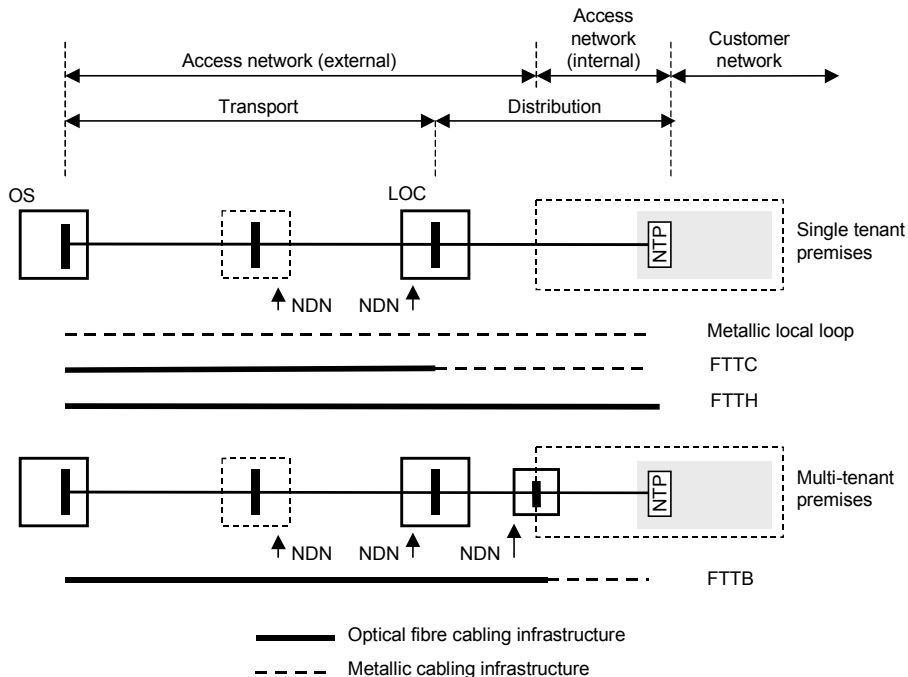 Access
network
(internal)
Customer
network
Access network (external)
Transport
Distribution
OS
LOC
NTP
Single tenant
premises
NDN
NDN
Metallic local loop
FTTC
FTTH
NTP
Multi-tenant
premises
NDN
NDN
NDN
FTTB
Optical fibre cabling infrastructure
Metallic cabling infrastructure